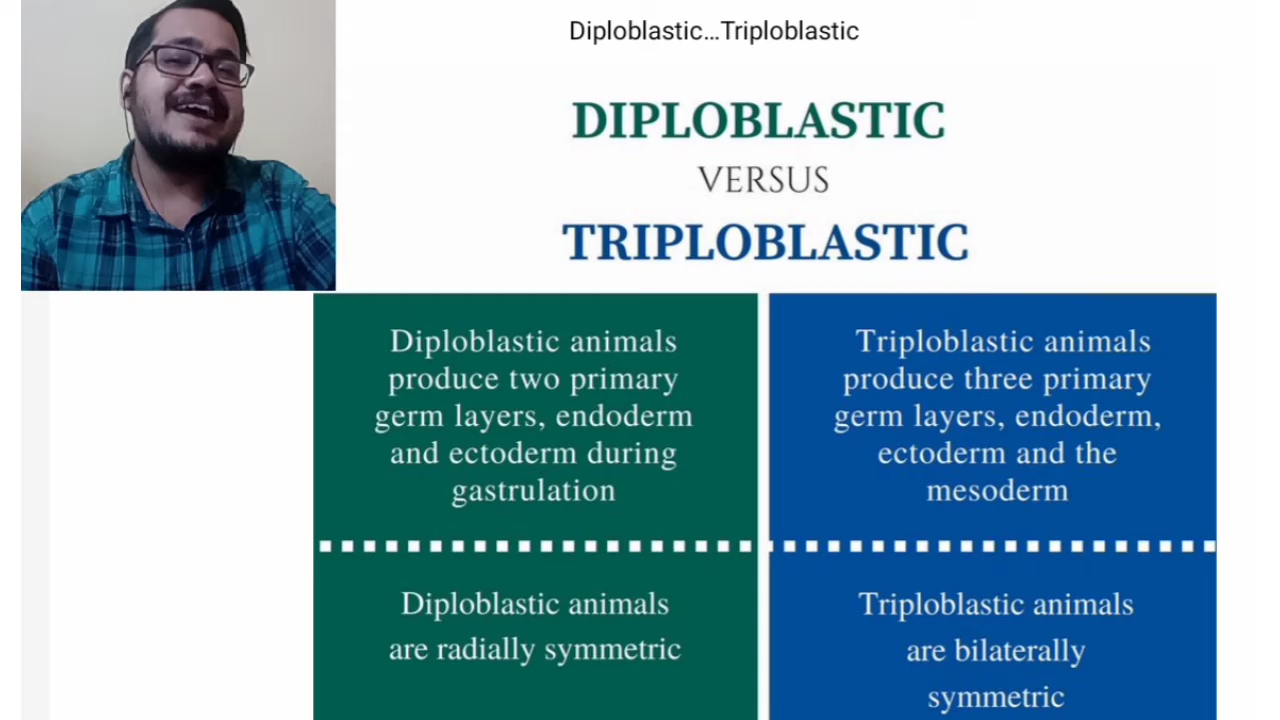 Diploblastic...Triploblastic
DIPLOBLASTIC
VERSUS
TRIPLOBLASTIC
Diploblastic animals
produce two primary
germ layers, endoderm
and ectoderm during
gastrulation
Triploblastic animals
produce three primary
germ layers, endoderm,
ectoderm and the
mesoderm
Diploblastic animals
are radially symmetric
Triploblastic animals
are bilaterally
symmetric